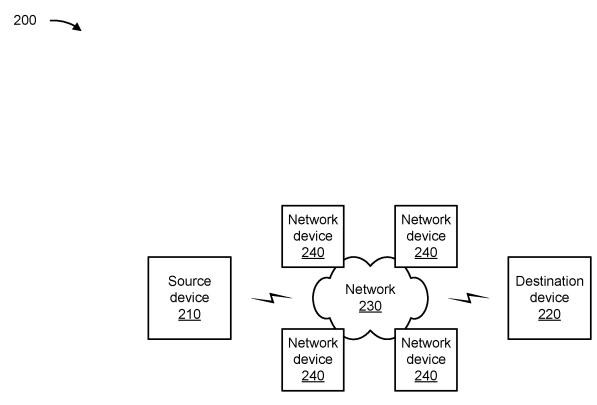 200
Network
device
240
Network
device
240
Source
device
210
Network
230
Destination
device
220
Network
device
240
Network
device
240